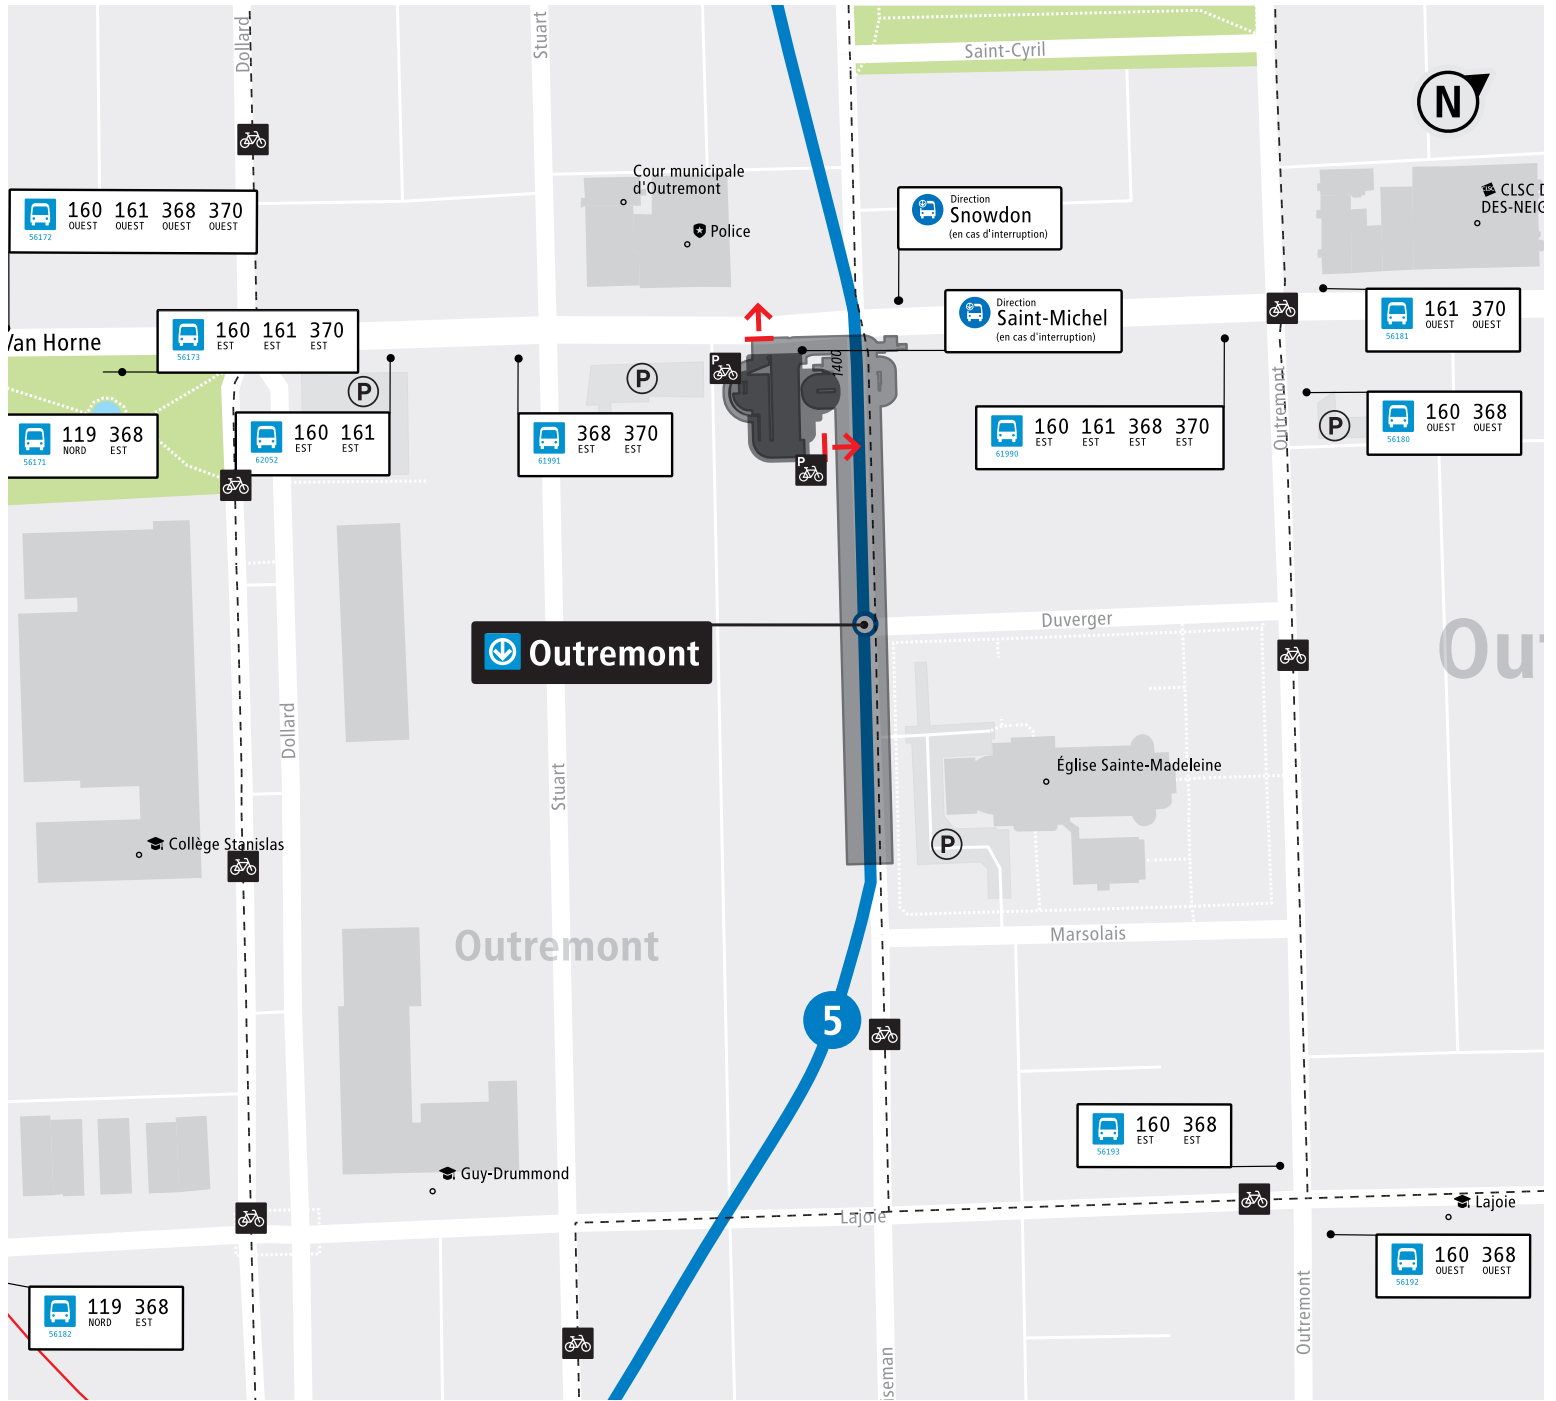 Dollard
Stuart
Saint-Cyril
N
Cour municipale
d'Outremont
Police
160 161 368 370
OUEST OUEST OUEST OUEST
56172
Direction
Snowdon
(en cas d'interruption)
CLSC
DES-NEIG
Direction
Saint-Michel
(en cas d'interruption)
161 370
OUEST OUEST
56181
Van Horne
160 161 370
EST EST EST
56173
1400
P
P
P
P
P
Outremont
119 368
NORD EST
56171
160 161
EST EST
62052
368 370
EST EST
61991
160 161 368 370
EST EST EST EST
61990
160 368
OUEST OUEST
56180
Duverger
Outremont
Ou
Dollard
Stuart
Église Sainte-Madeleine
Collège Stanislas
P
Outremont
Marsolais
5
160 368
EST EST
56193
Guy-Drummond
Lajoie
Lajoie
160 368
OUEST OUEST
56192
119 368
NORD EST
56182
Outremont
iseman